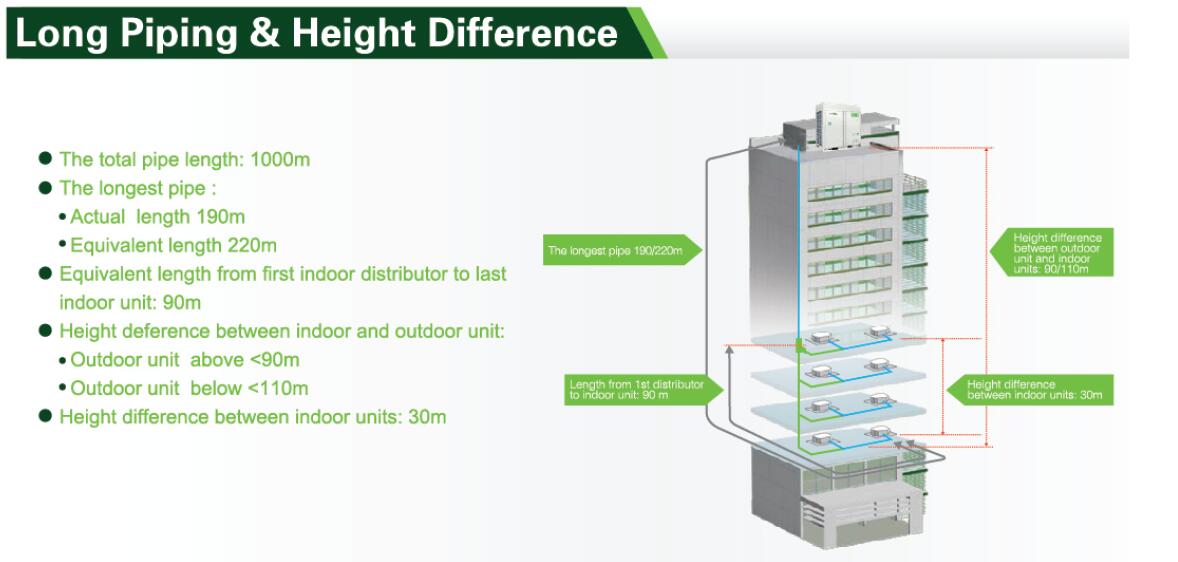 Long Piping & Height Difference
The total pipe length: 1000m
The longest pipe :
Actual length 190m
Equivalent length 220m
Equivalent length from first indoor distributor to last
indoor unit: 90m
Height deference between indoor and outdoor unit:
Outdoor unit above <90m
Outdoor unit below <110m
Height difference between indoor units: 30m
The longest pipe 190/220m
Height difference
between outdoor
unit and indoor
units: 90/110m
Length from 1st distributor
to indoor unit: 90 m
Height difference
between indoor units: 30m